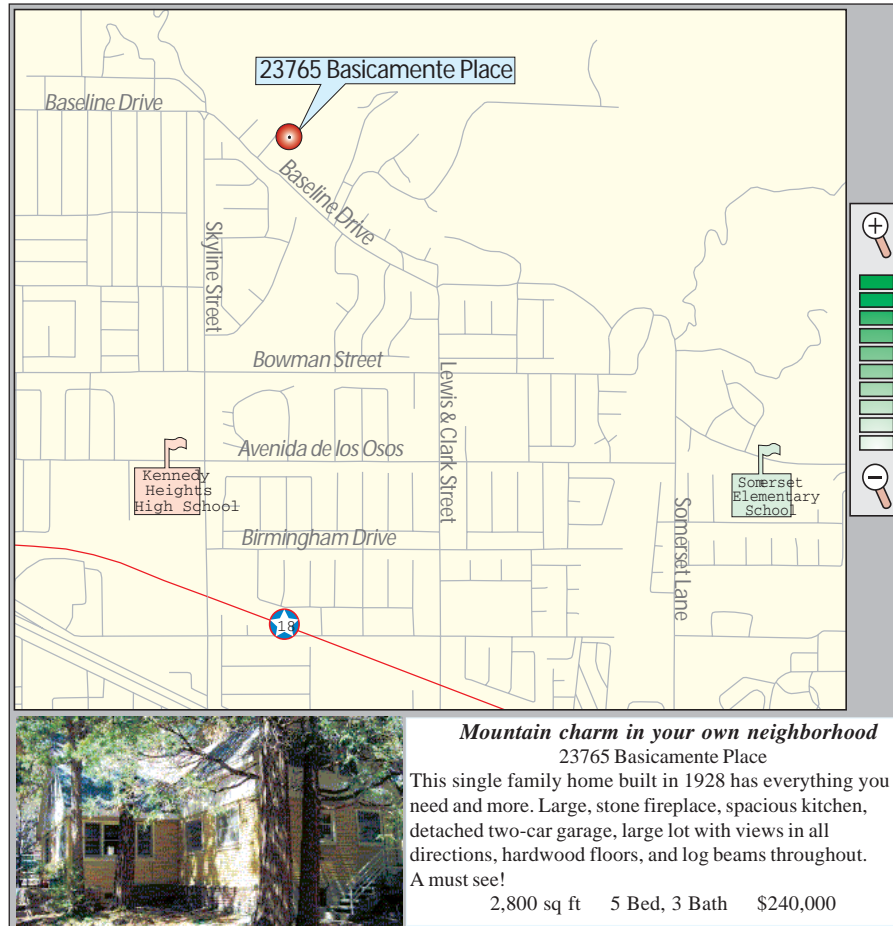 23765 Basicamente Place
Baseline Drive
Baseline Drive
Skyline Street
Bowman Street
Lewis & Clark Street
Avenida de los Osos
Kennedy
Heights
High School
Somerset
Elementary
School
Birmingham Drive
Somerset Lane
18
Mountain charm in your own neighborhood
23765 Basicamente Place
This single family home built in 1928 has everything you
need and more. Large, stone fireplace, spacious kitchen,
detached two-car garage, large lot with views in all
directions, hardwood floors, and log beams throughout.
A must see!
2,800 sq ft 5 Bed, 3 Bath $240,000